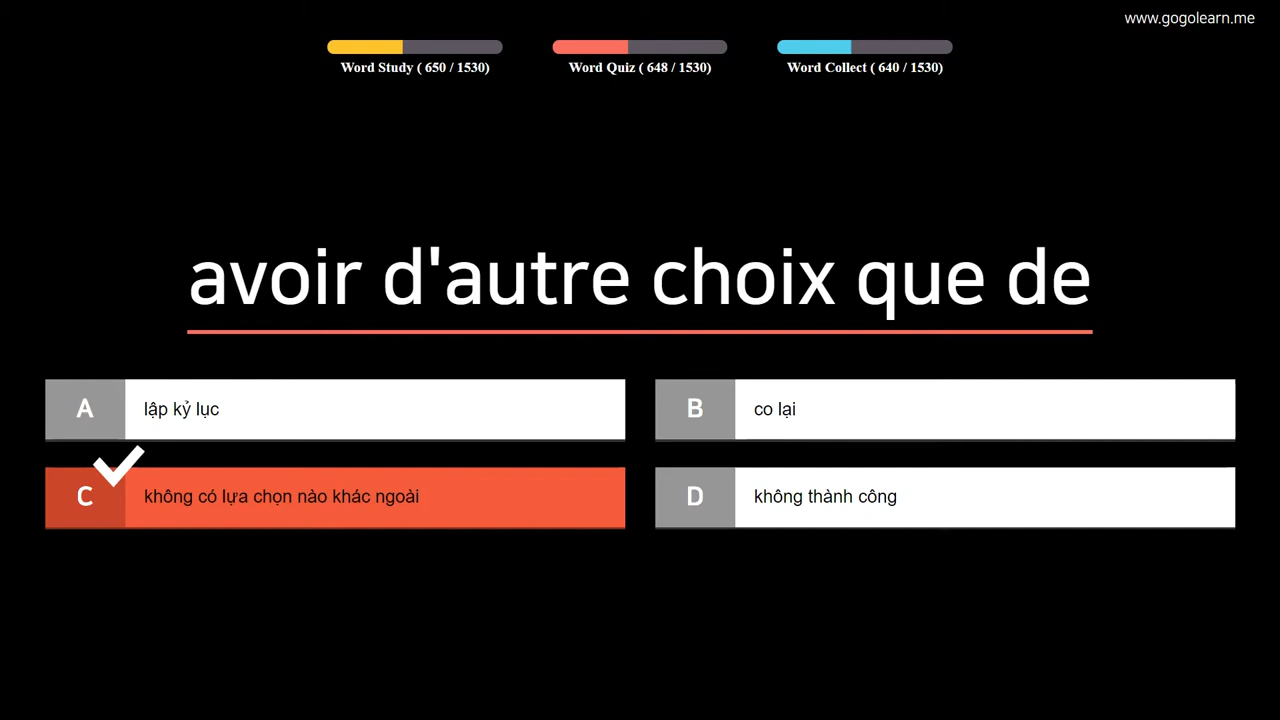 www.gogolearn.me
Word Study ( 650 / 1530)
Word Quiz ( 648 / 1530)
Word Collect ( 640 / 1530)
avoir d'autre choix que de
A
lập kỷ lục
B
co lại
C
không có lựa chọn nào khác ngoài
D
không thành công